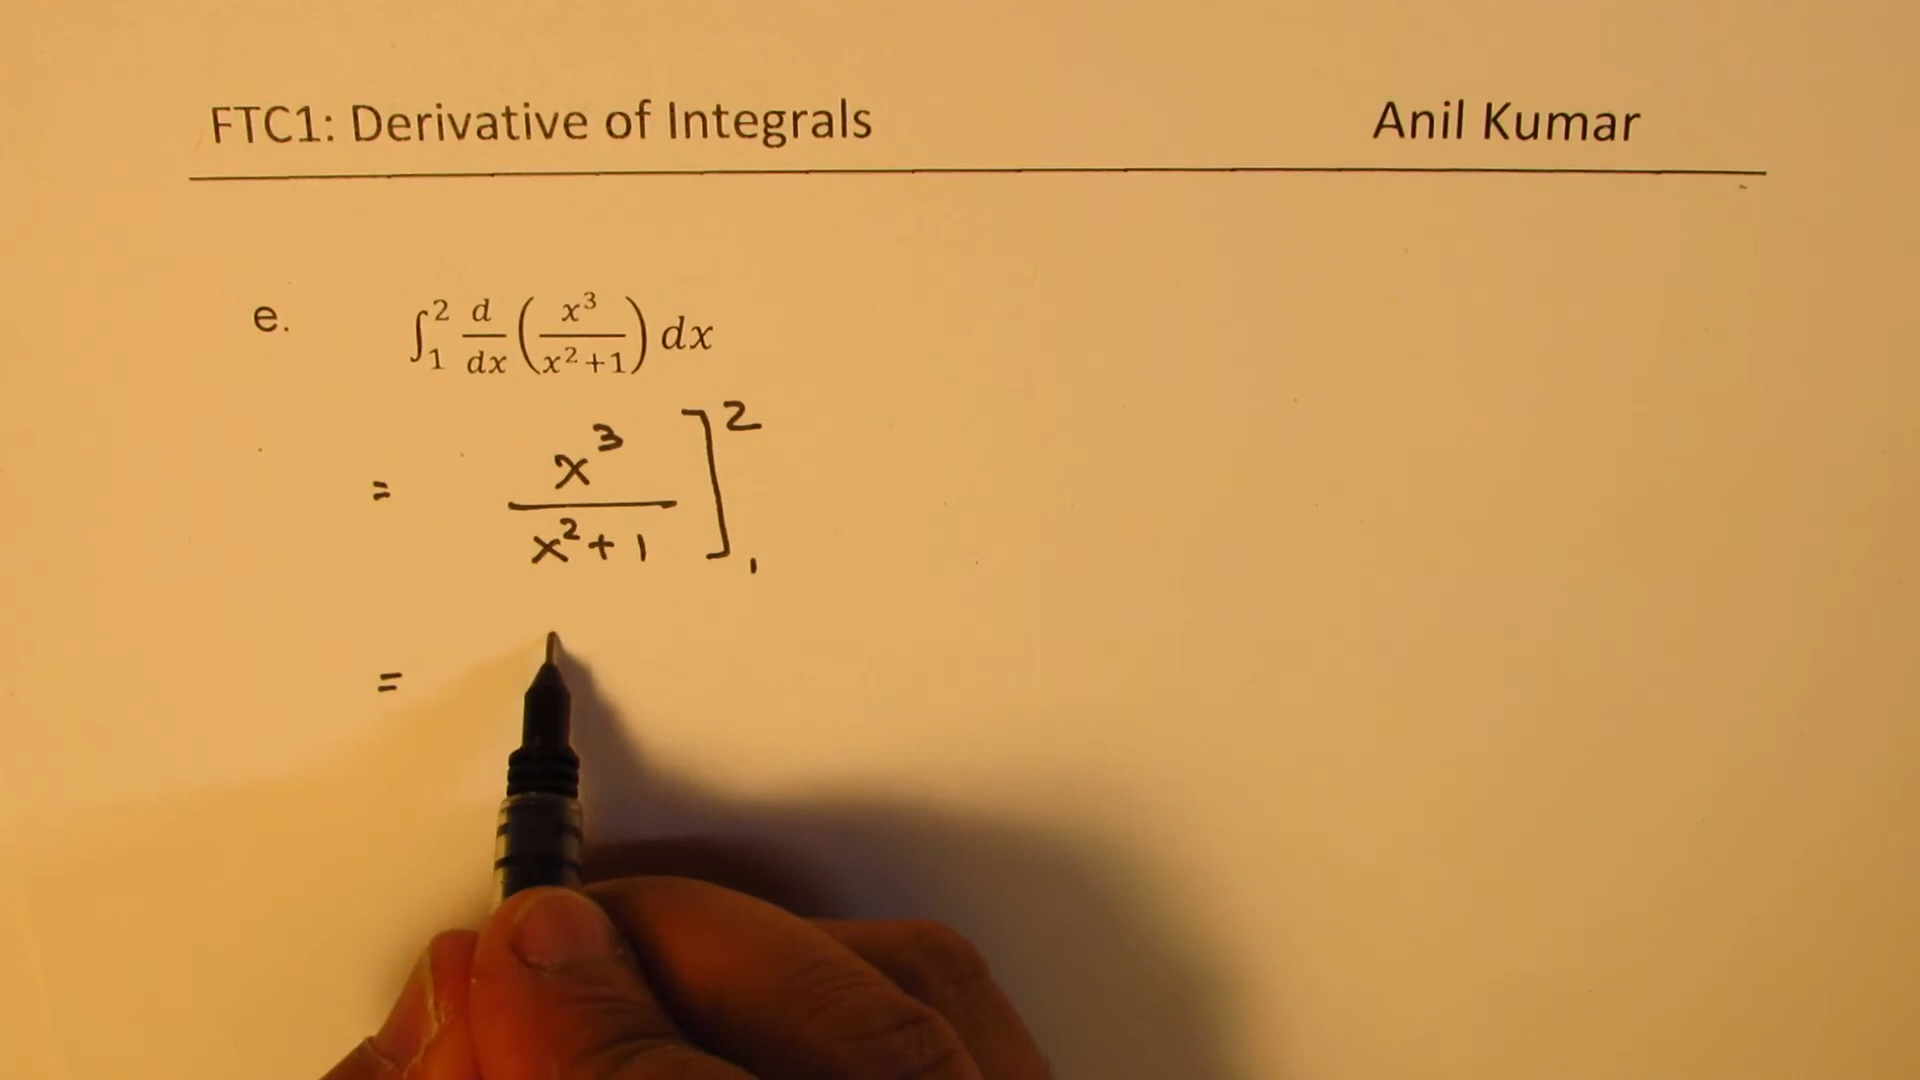 FTC1: Derivative of Integrals Anil Kumar
e. ∫₁² d/dx (x³/(x²+1)) dx
= x³/(x²+1) ]₁²
=